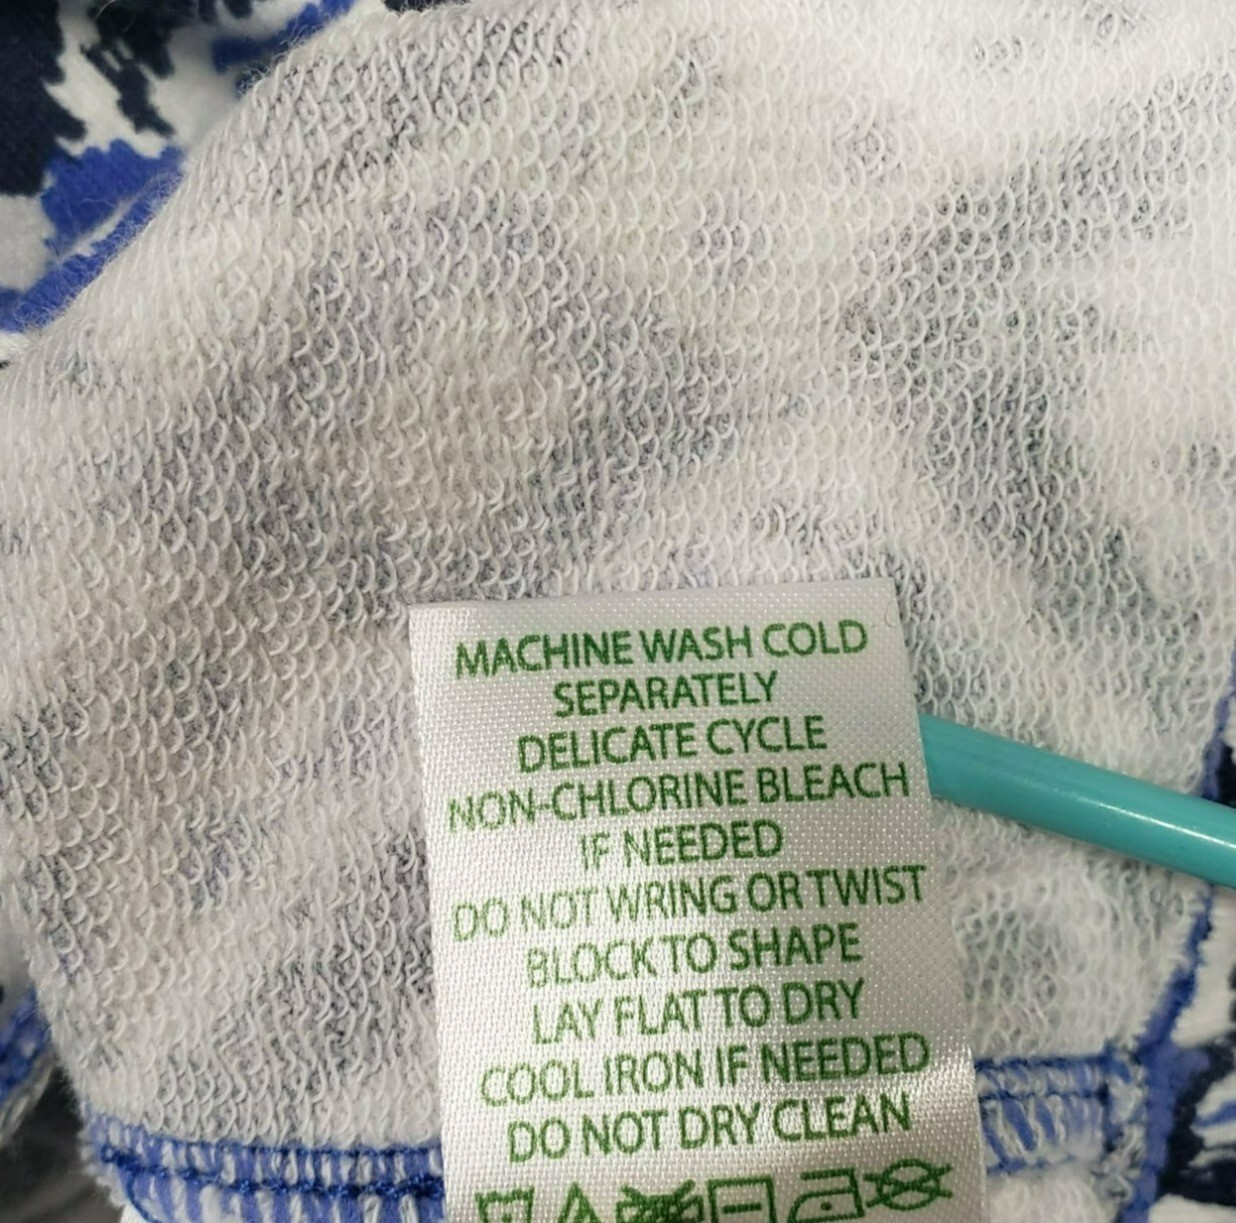 MACHINE WASH COLD
SEPARATELY
DELICATE CYCLE
NON-CHLORINE BLEACH
IF NEEDED
DO NOT WRING OR TWIST
BLOCK TO SHAPE
LAY FLAT TO DRY
COOL IRON IF NEEDED
DO NOT DRY CLEAN